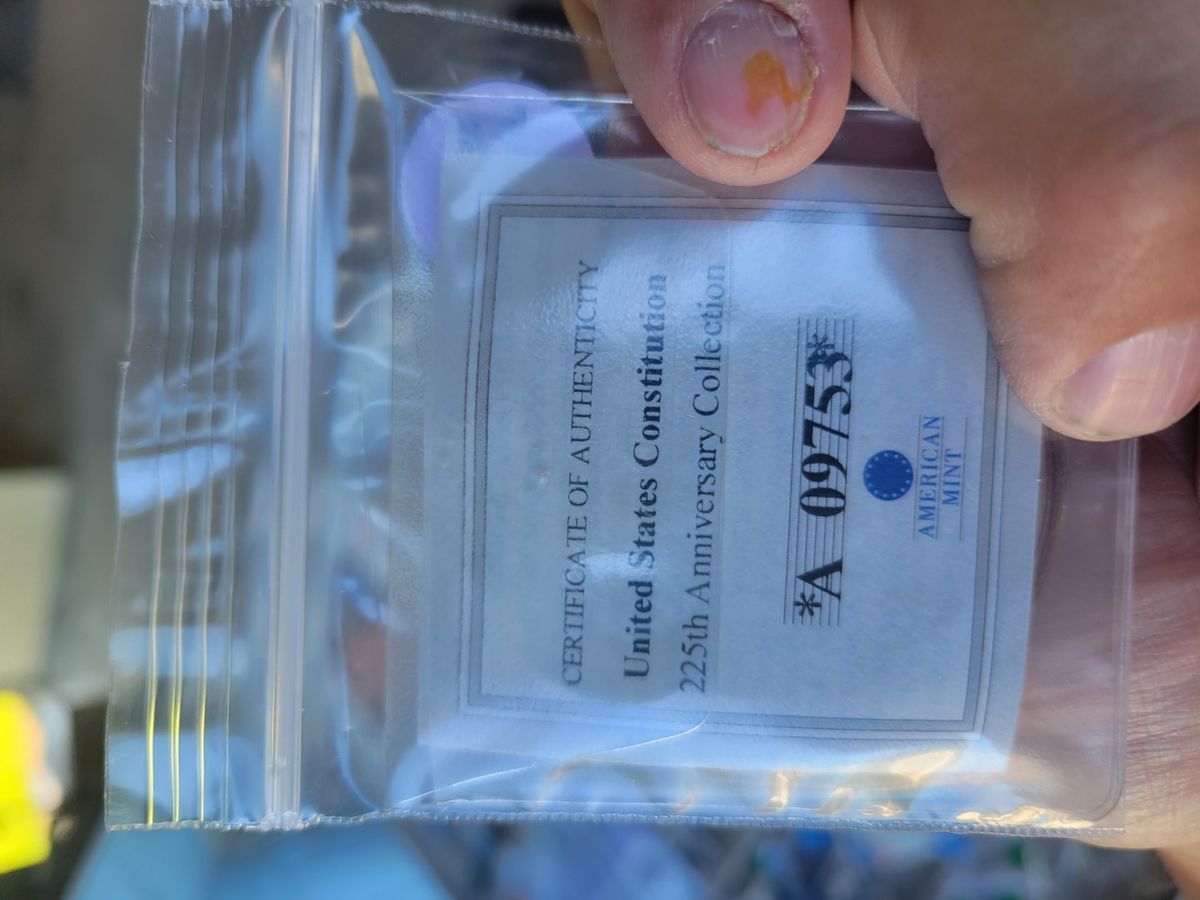 CERTIFICATE OF AUTHENTICITY
United States Constitution
225th Anniversary Collection
*A 09753*
AMERICAN
MINT